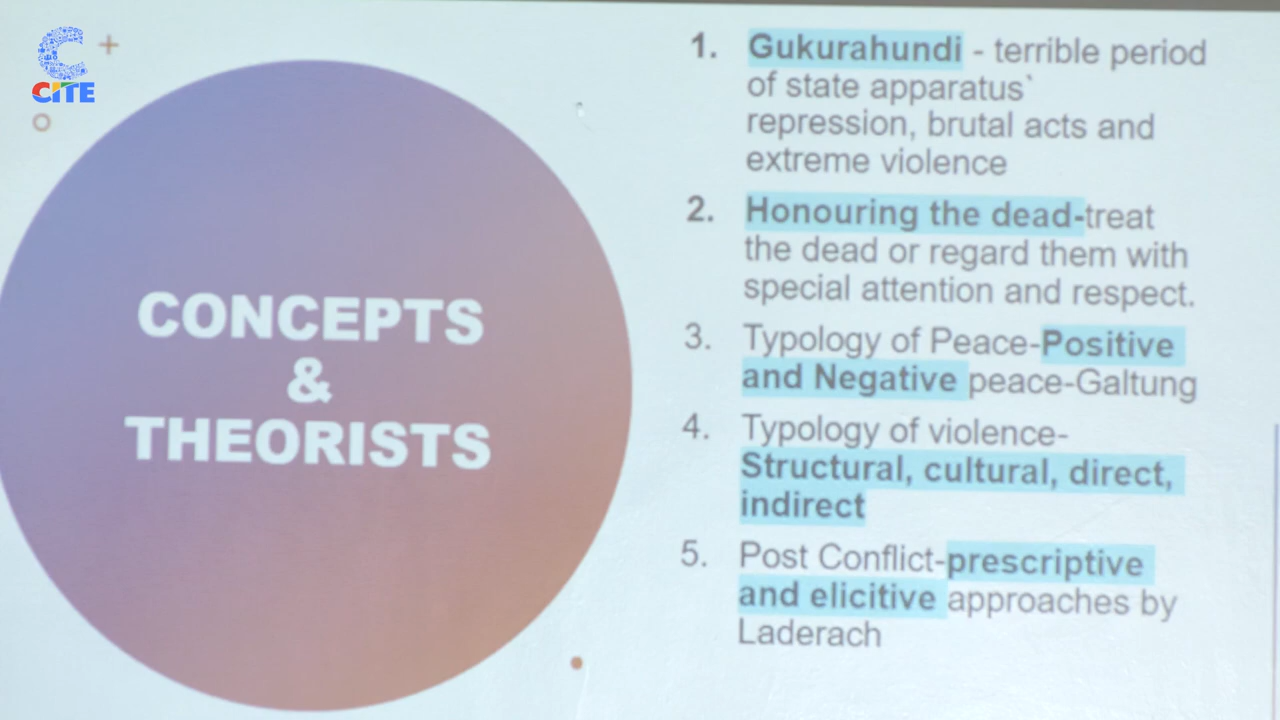 CITE
CONCEPTS
&
THEORISTS
1. Gukurahundi - terrible period
of state apparatus`
repression, brutal acts and
extreme violence
2. Honouring the dead-treat
the dead or regard them with
special attention and respect.
3. Typology of Peace-Positive
and Negative peace-Galtung
4. Typology of violence-
Structural, cultural, direct,
indirect
5. Post Conflict-prescriptive
and elicitive approaches by
Laderach